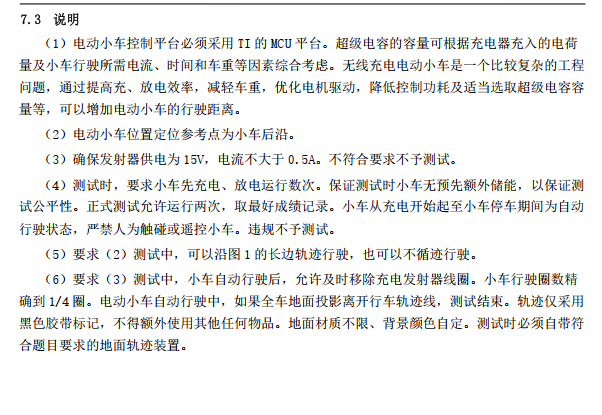 7.3 说明
（1）电动小车控制平台必须采用 TI 的 MCU 平台。超级电容的容量可根据充电器充入的电荷
量及小车行驶所需电流、时间和车重等因素综合考虑。无线充电电动小车是一个比较复杂的工程
问题，通过提高充、放电效率，减轻车重，优化电机驱动，降低控制功耗及适当选取超级电容容
量等，可以增加电动小车的行驶距离。
（2）电动小车位置定位参考点为小车后沿。
（3）确保发射器供电为 15V，电流不大于 0.5A。不符合要求不予测试。
（4）测试时，要求小车先充电、放电运行数次。保证测试时小车无预先额外储能，以保证测
试公平性。正式测试允许运行两次，取最好成绩记录。小车从充电开始起至小车停车期间为自动
行驶状态，严禁人为触碰或遥控小车。违规不予测试。
（5）要求（2）测试中，可以沿图 1 的长边轨迹行驶，也可以不循迹行驶。
（6）要求（3）测试中，小车自动行驶后，允许及时移除充电发射器线圈。小车行驶圈数精
确到 1/4 圈。电动小车自动行驶中，如果全车地面投影离开行车轨迹线，测试结束。轨迹仅采用
黑色胶带标记，不得额外使用其他任何物品。地面材质不限、背景颜色自定。测试时必须自带符
合题目要求的地面轨迹装置。